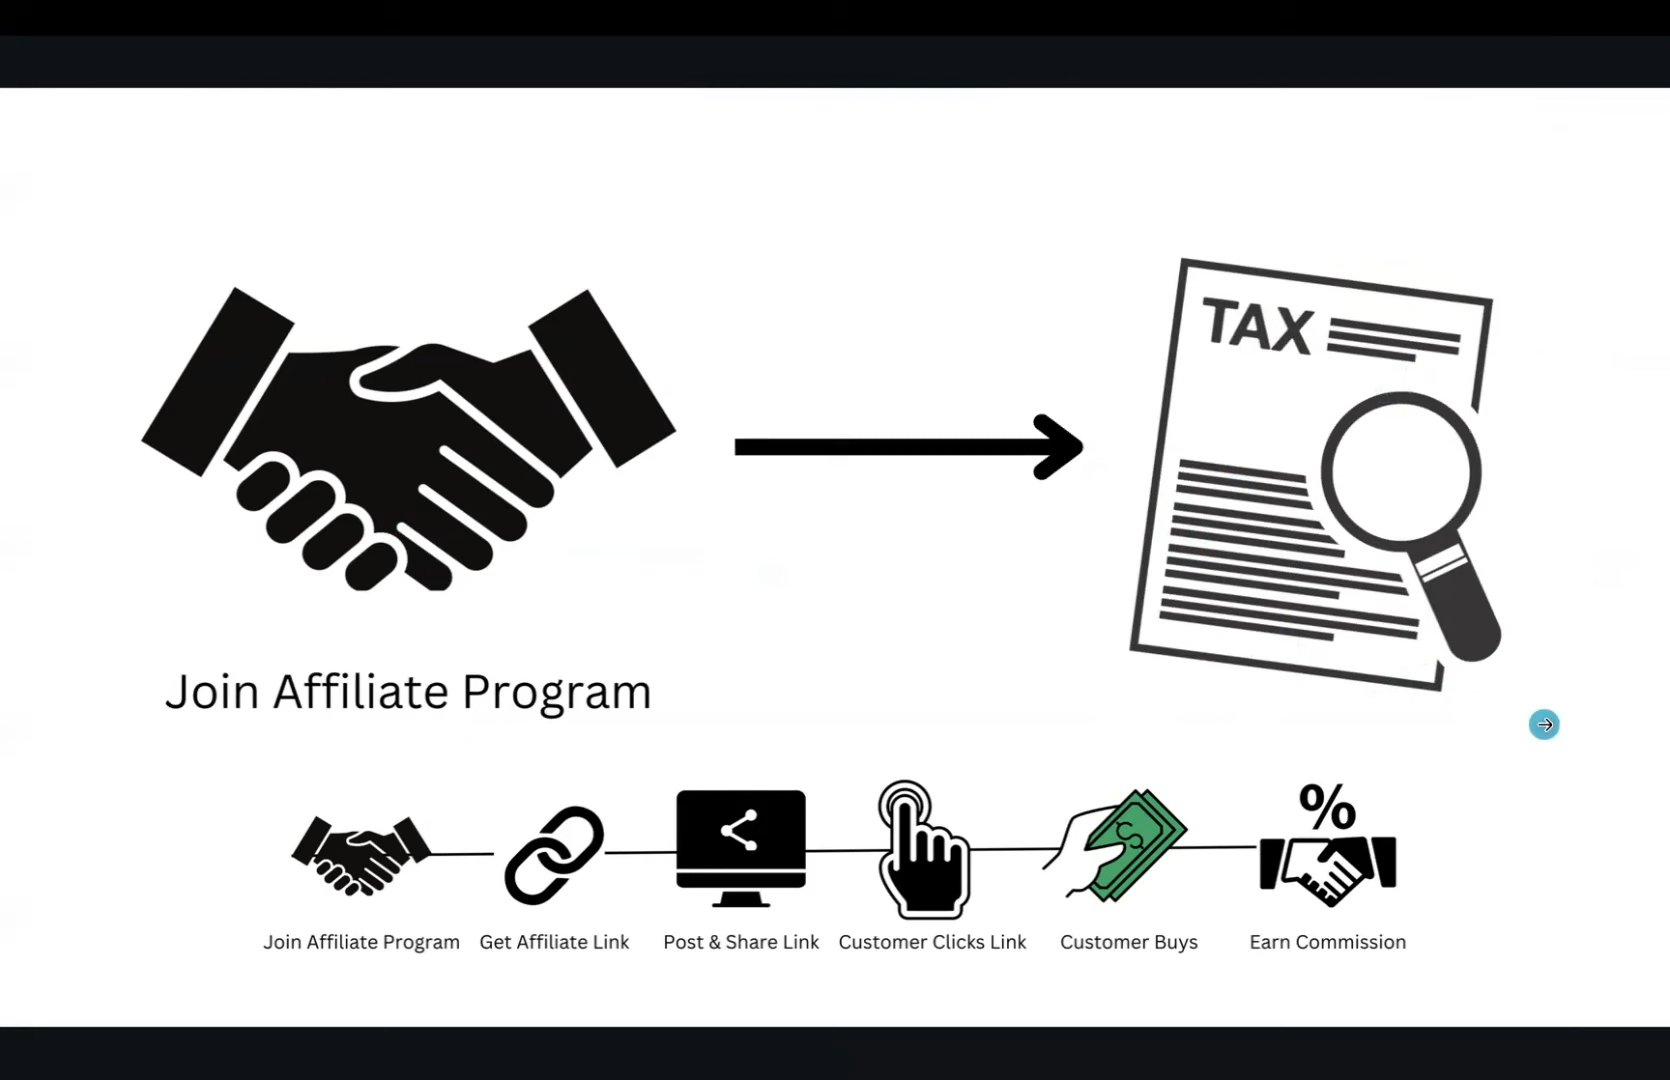 TAX
Join Affiliate Program
%
Join Affiliate Program
Get Affiliate Link
Post & Share Link
Customer Clicks Link
Customer Buys
Earn Commission